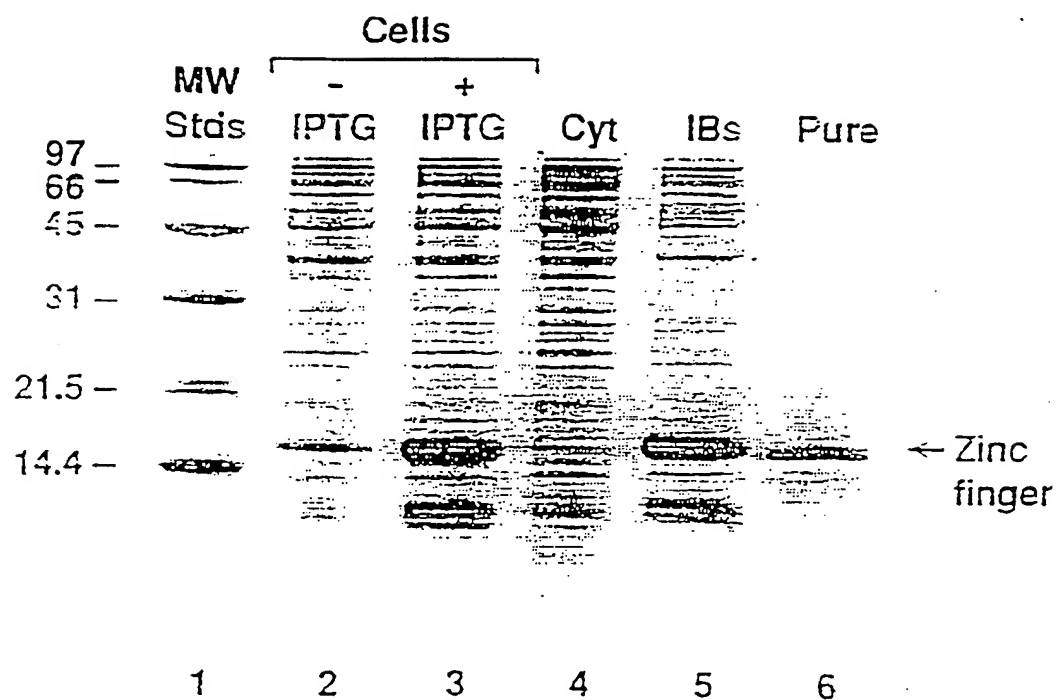 Cells
MW - +
Stds IPTG IPTG Cyt IBs Pure
97 –
66 –
45 –
31 –
21.5 –
14.4 –
← Zinc
finger
1 2 3 4 5 6